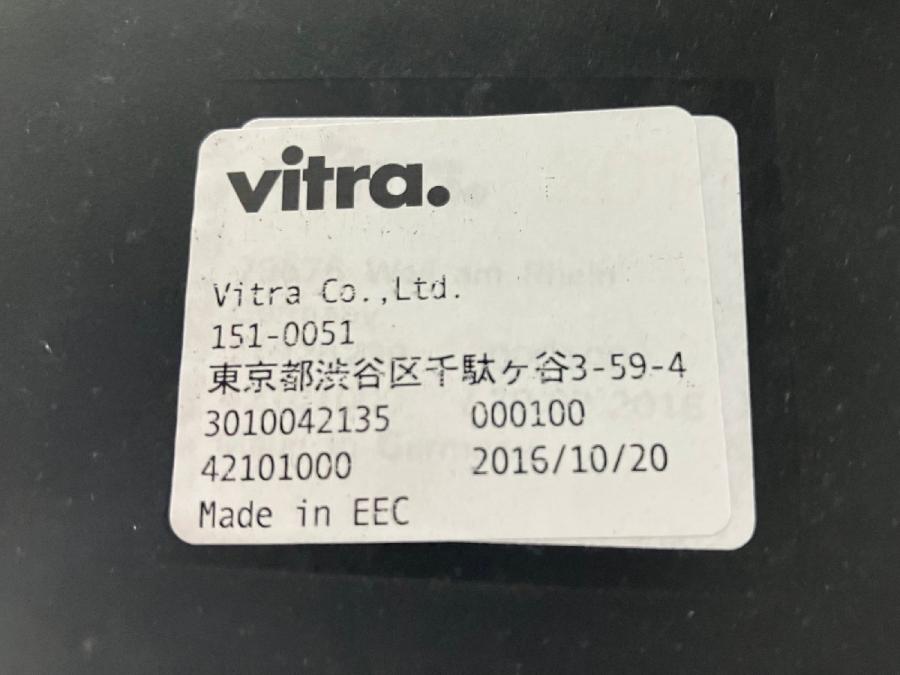 vitra.
Vitra Co.,Ltd.
151-0051
東京都渋谷区千駄ヶ谷3-59-4
3010042135 000100
42101000 2016/10/20
Made in EEC